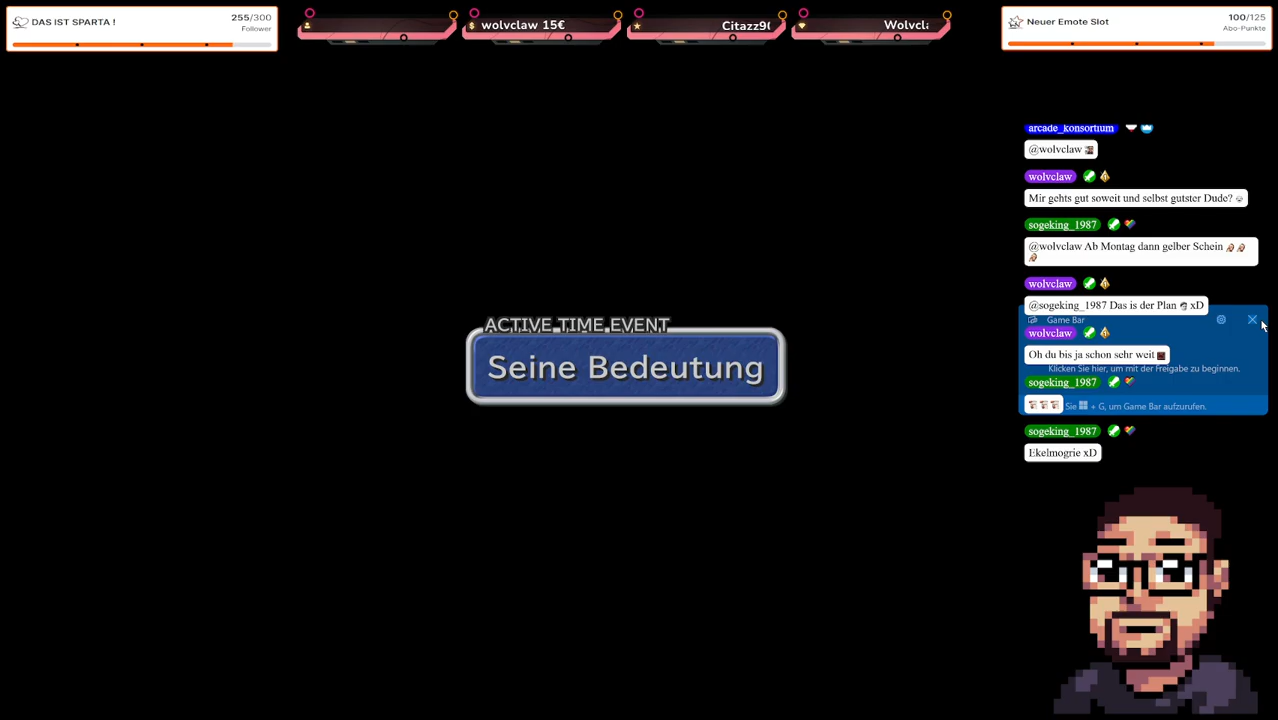 DAS IST SPARTA !
255/300
Follower
wolvclaw 15€
Citazz9(
Wolvcl
Neuer Emote Slot
100/125
Abo-Punkte
arcade_konsortium
@wolvclaw
wolvclaw
Mir gehts gut soweit und selbst gutster Dude?
sogeking_1987
@wolvclaw Ab Montag dann gelber Schein
wolvclaw
@sogeking_1987 Das is der Plan xD
Game Bar
wolvclaw
Oh du bis ja schon sehr weit
Klicken Sie hier, um mit der Freigabe zu beginnen.
sogeking_1987
Sie + G, um Game Bar aufzurufen.
sogeking_1987
Ekelmogrie xD
ACTIVE TIME EVENT
Seine Bedeutung